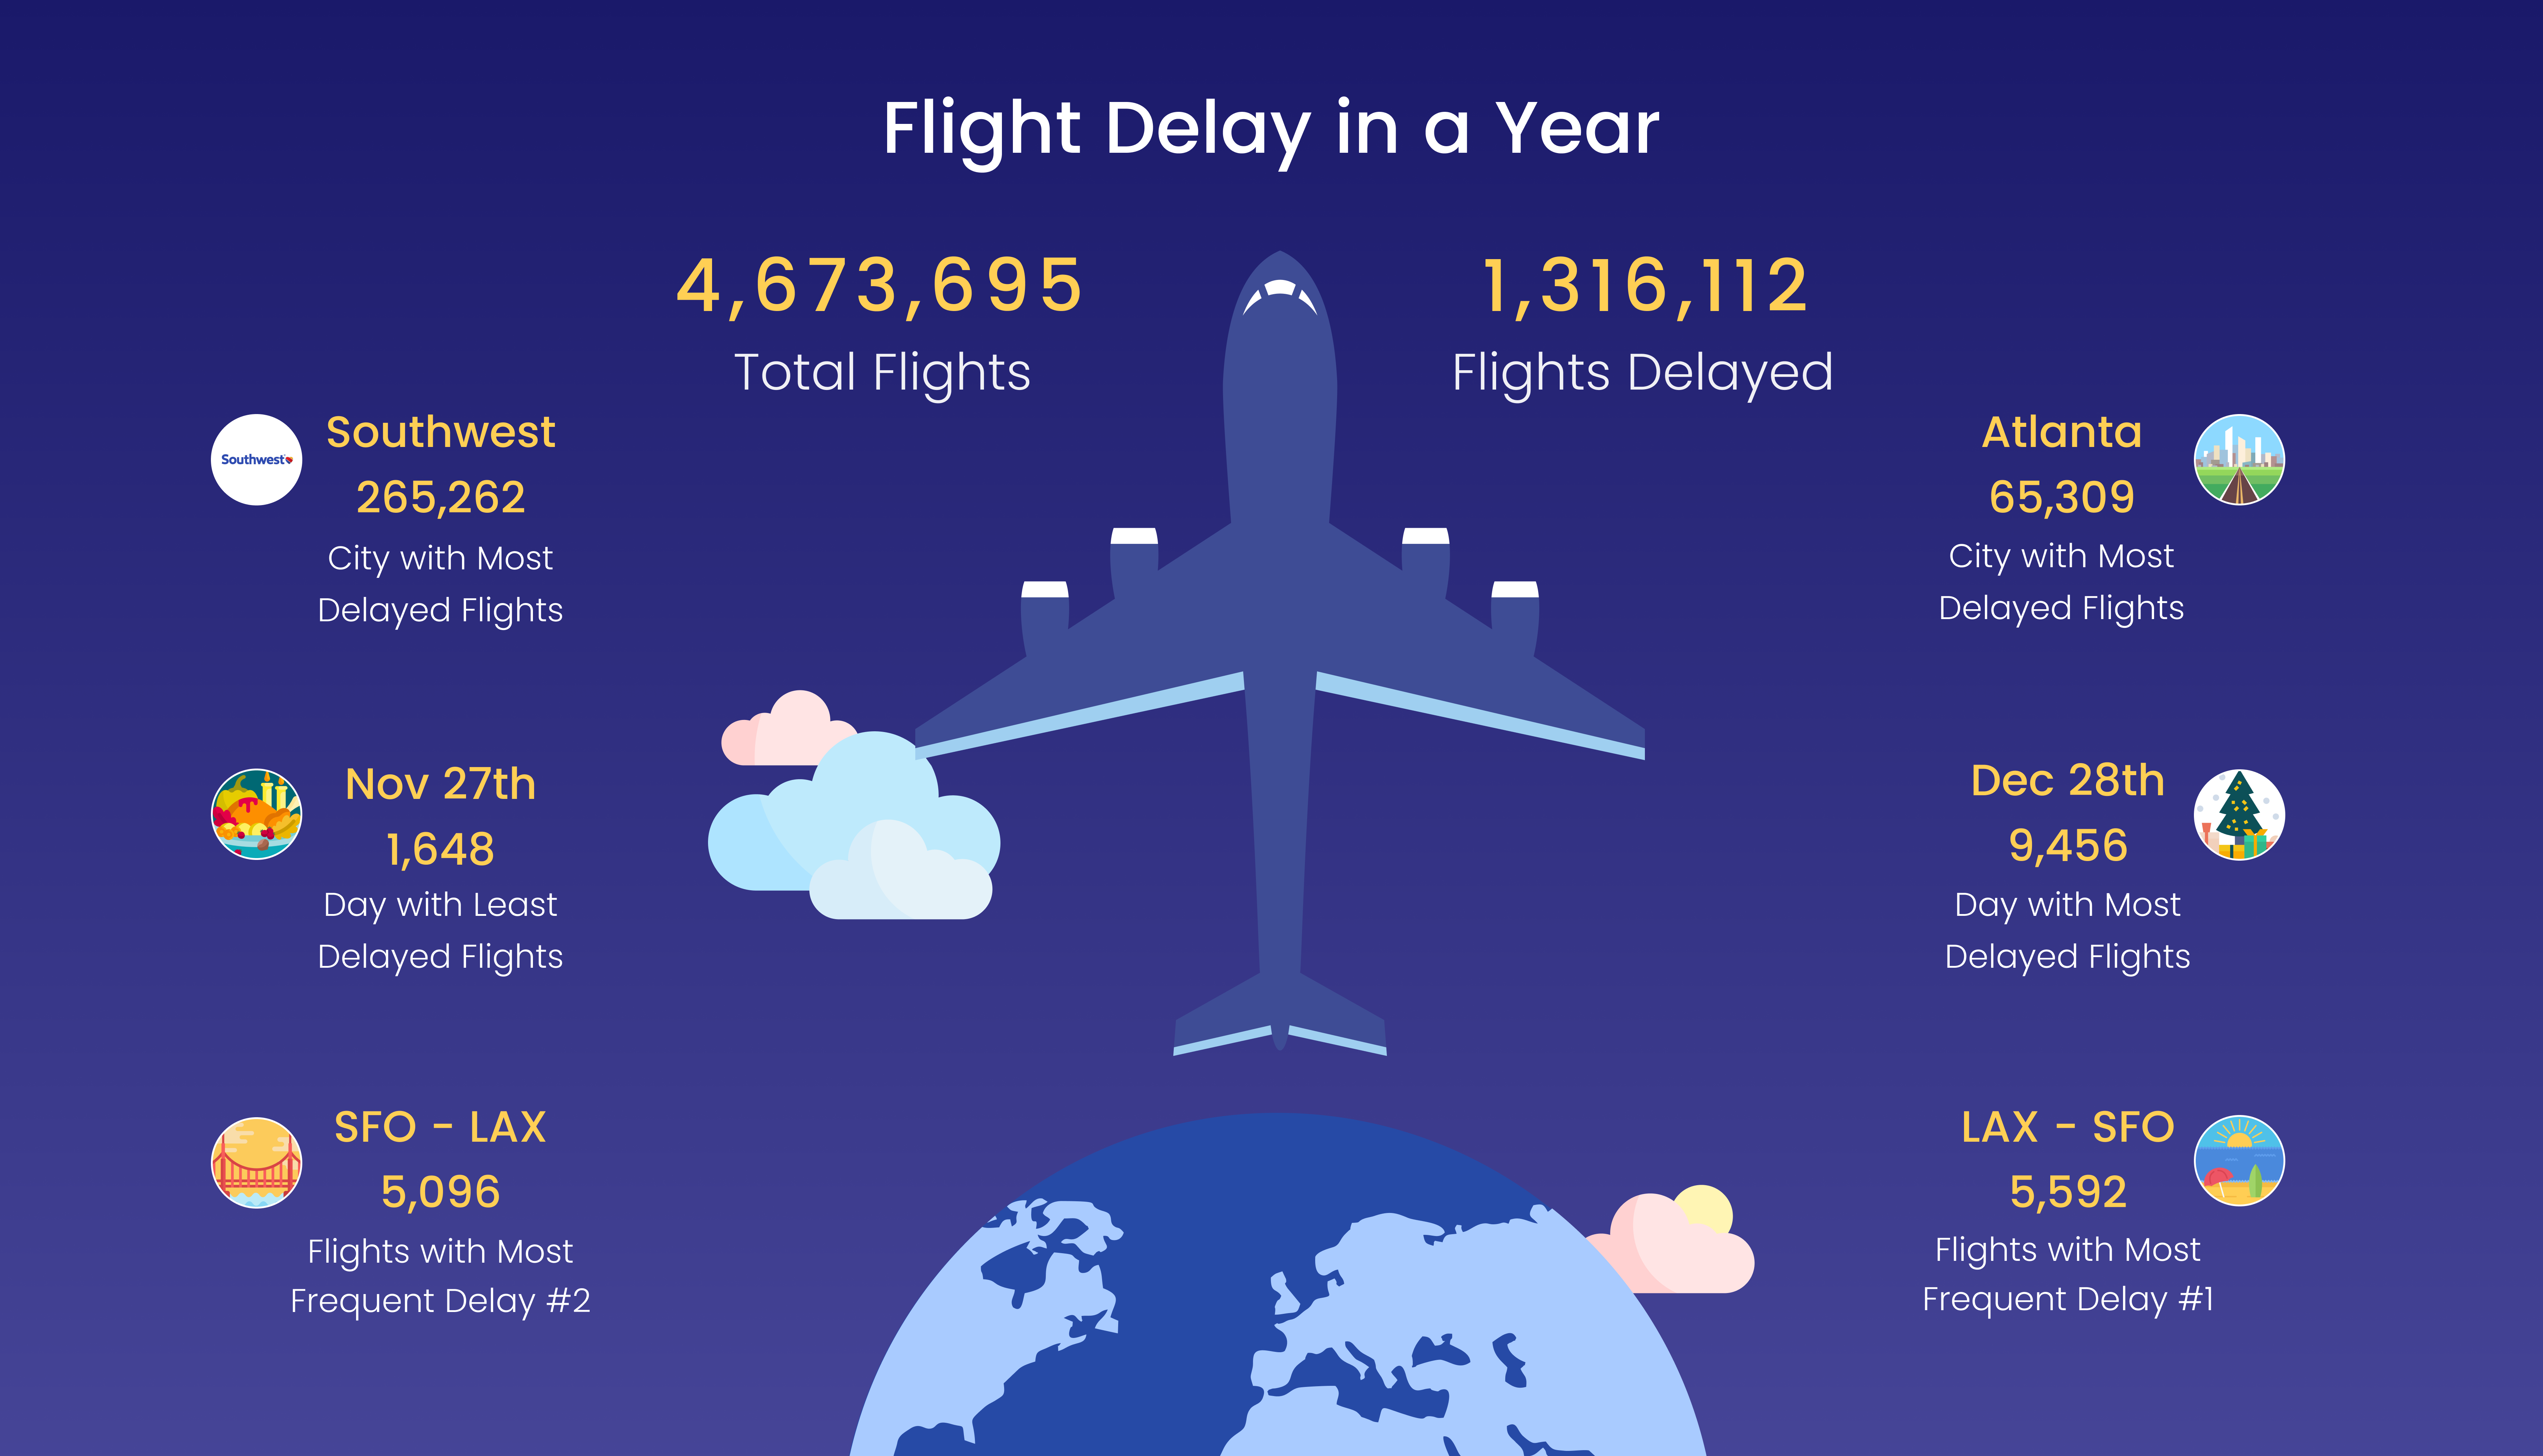 Flight Delay in a Year
4,673,695
Total Flights
1,316,112
Flights Delayed
Southwest
Southwest
265,262
City with Most
Delayed Flights
Atlanta
65,309
City with Most
Delayed Flights
Nov 27th
1,648
Day with Least
Delayed Flights
Dec 28th
9,456
Day with Most
Delayed Flights
SFO - LAX
5,096
Flights with Most
Frequent Delay #2
LAX - SFO
5,592
Flights with Most
Frequent Delay #1